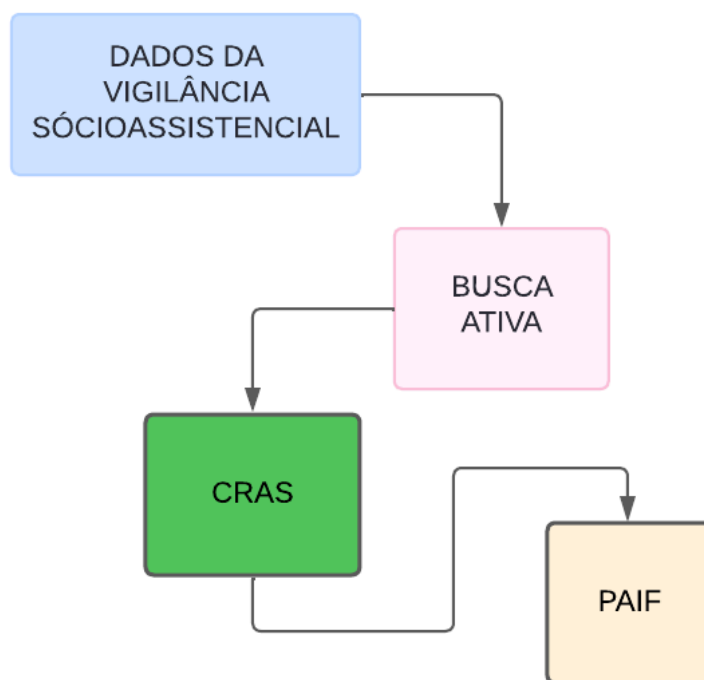 DADOS DA
VIGILÂNCIA
SÓCIOASSISTENCIAL
BUSCA
ATIVA
CRAS
PAIF